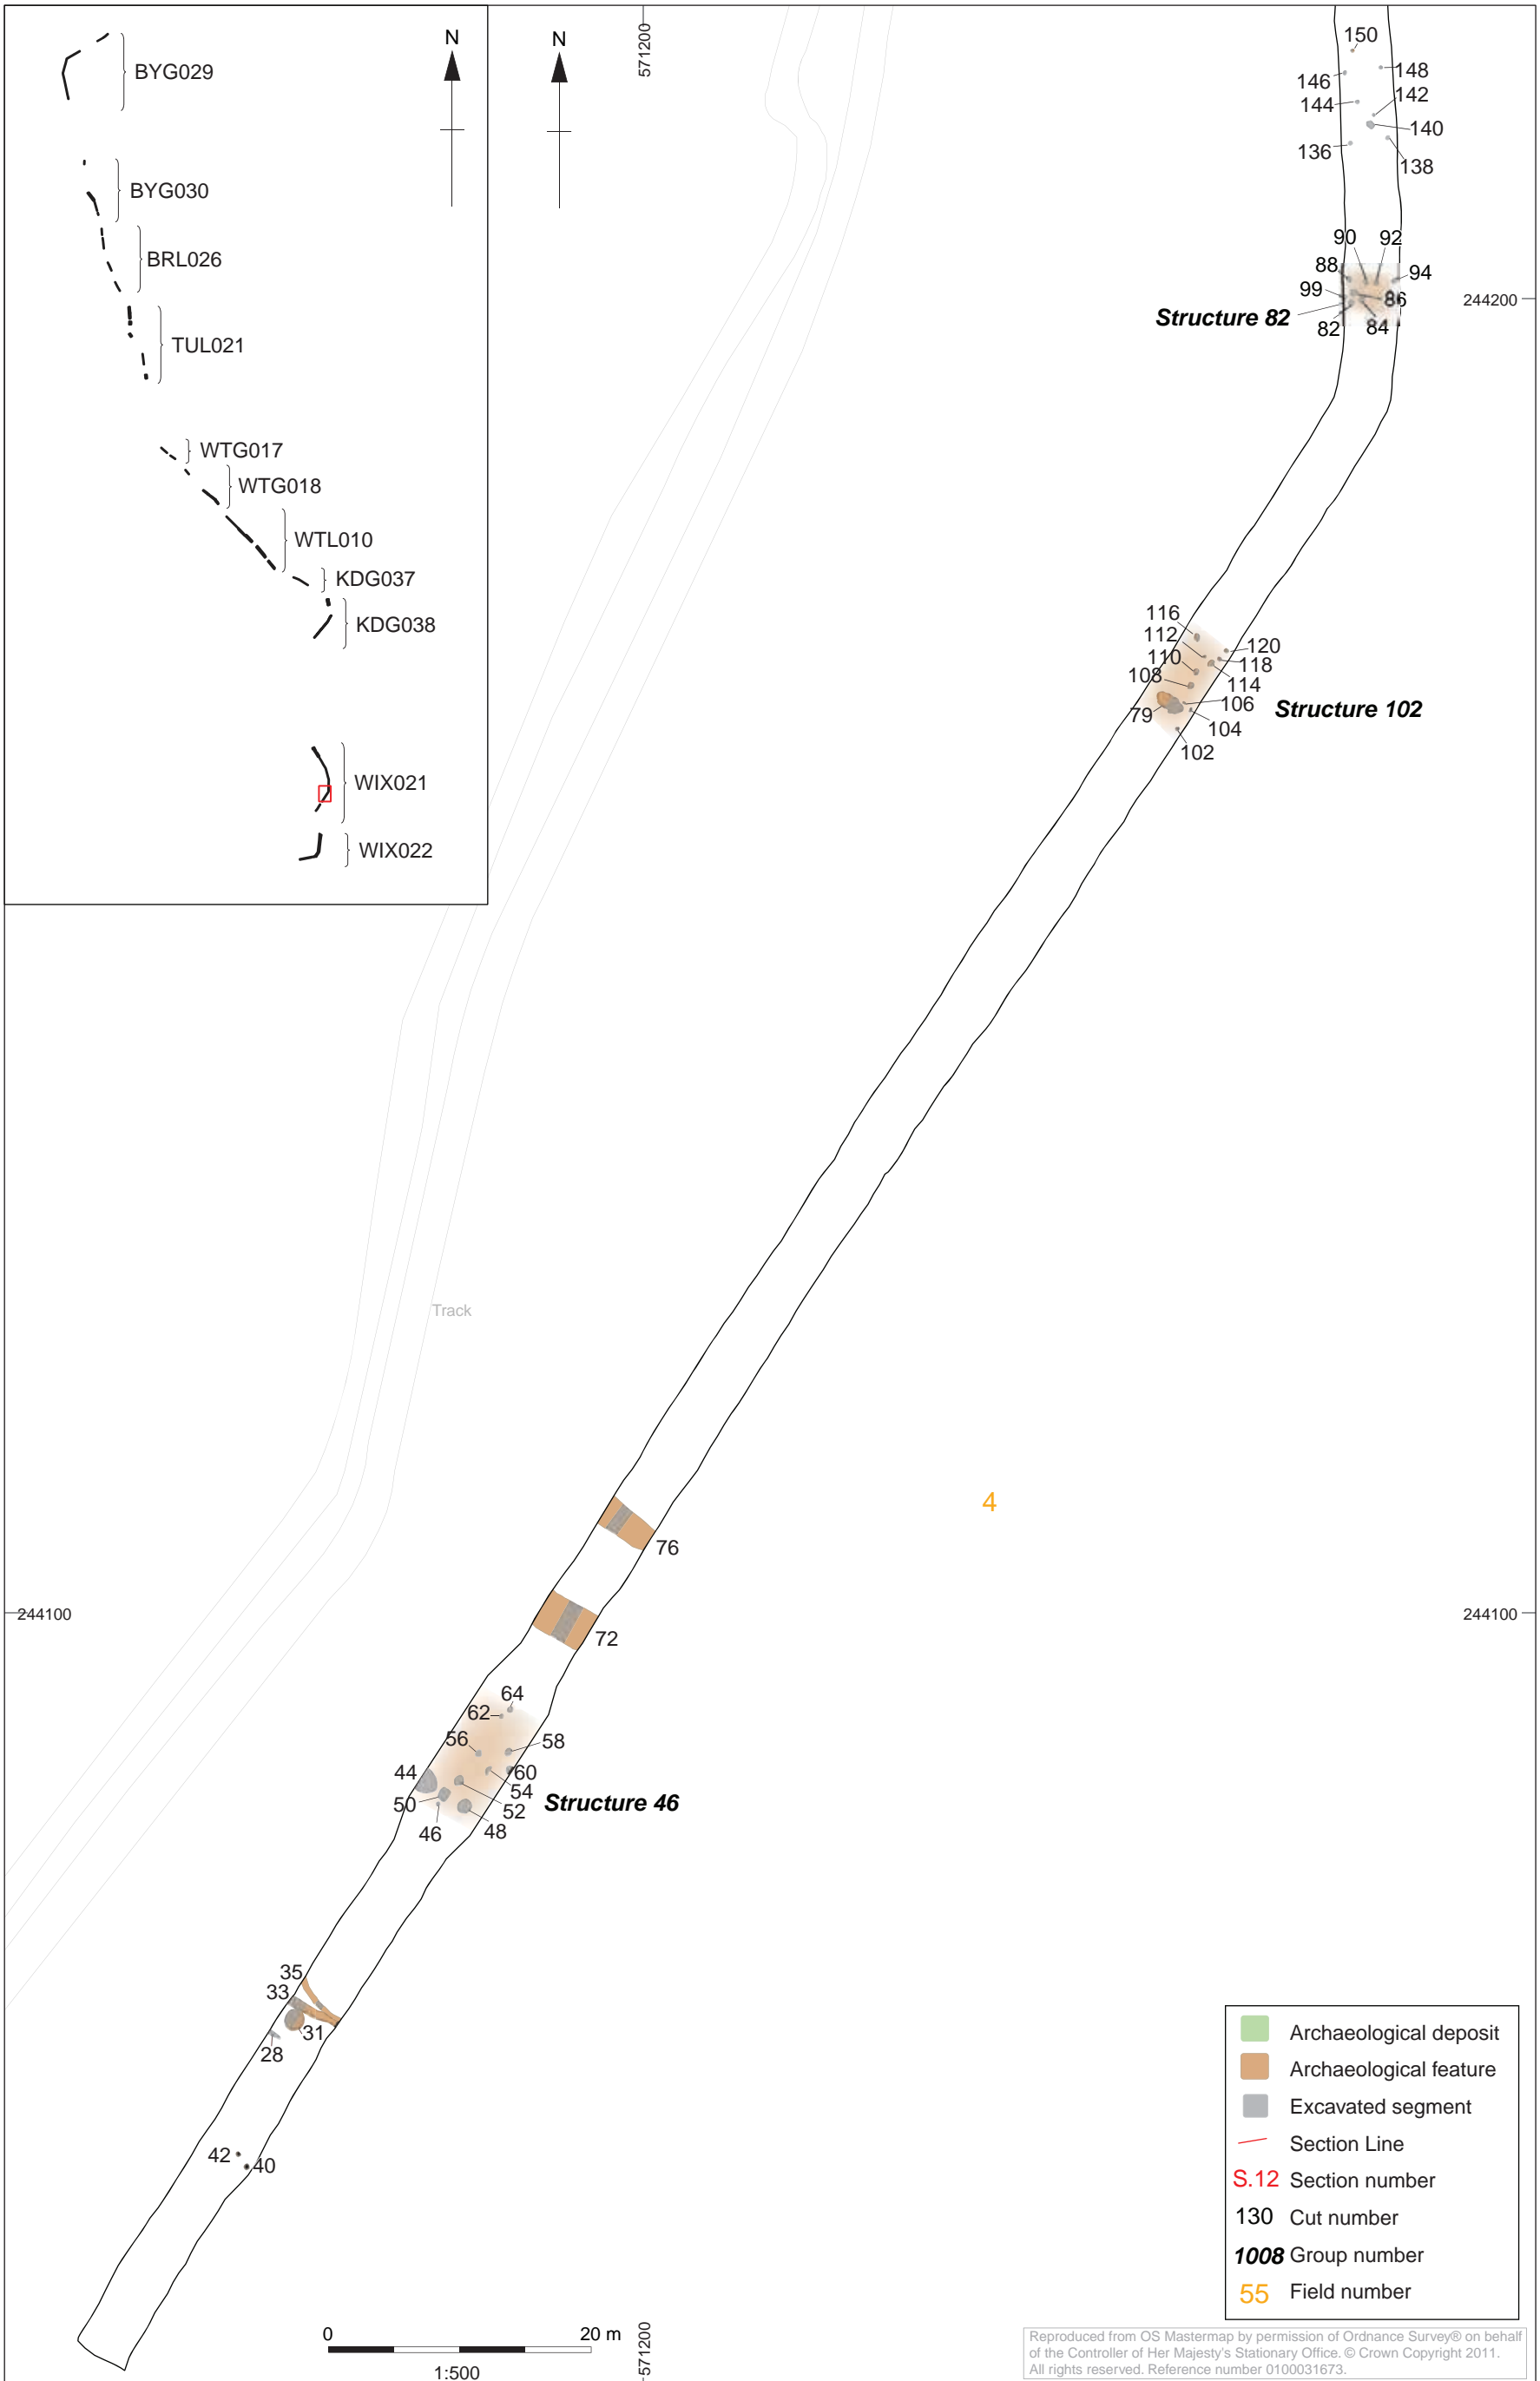 N
N
571200
BYG029
BYG030
BRL026
TUL021
WTG017
WTG018
WTL010
KDG037
KDG038
WIX021
WIX022
150
146
148
144
142
140
136
138
90
92
88
94
99
86
244200
Structure 82
82
84
116
112
120
110
118
108
114
106
79
Structure 102
104
102
Track
4
76
244100
244100
72
64
62
56
58
44
60
54
50
52
Structure 46
46
48
35
33
31
28
42
40
Archaeological deposit
Archaeological feature
Excavated segment
Section Line
S.12 Section number
130 Cut number
1008 Group number
55 Field number
0 20 m
1:500
571200
Reproduced from OS Mastermap by permission of Ordnance Survey® on behalf
of the Controller of Her Majesty's Stationary Office. © Crown Copyright 2011.
All rights reserved. Reference number 0100031673.